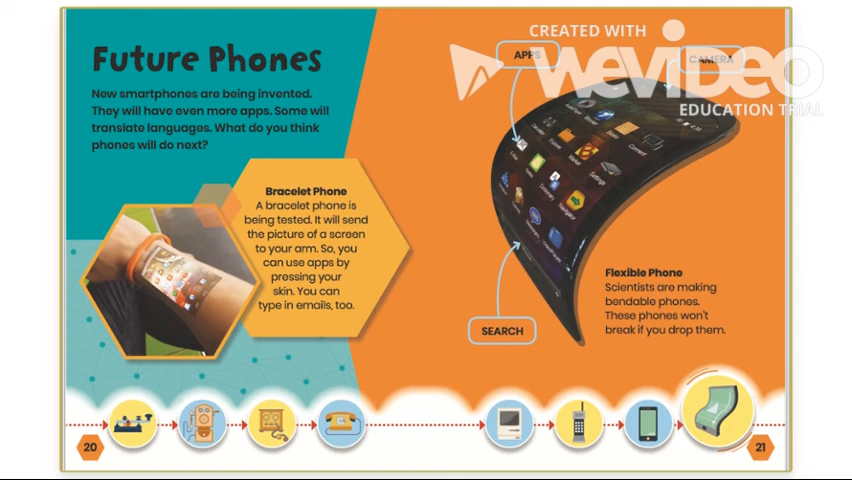 Future Phones
New smartphones are being invented.
They will have even more apps. Some will
translate languages. What do you think
phones will do next?
Bracelet Phone
A bracelet phone is
being tested. It will send
the picture of a screen
to your arm. So, you
can use apps by
pressing your
skin. You can
type in emails, too.
20
CREATED WITH
WeVideo
EDUCATION TRIAL
APPS
CAMERA
SEARCH
Flexible Phone
Scientists are making
bendable phones.
These phones won't
break if you drop them.
21